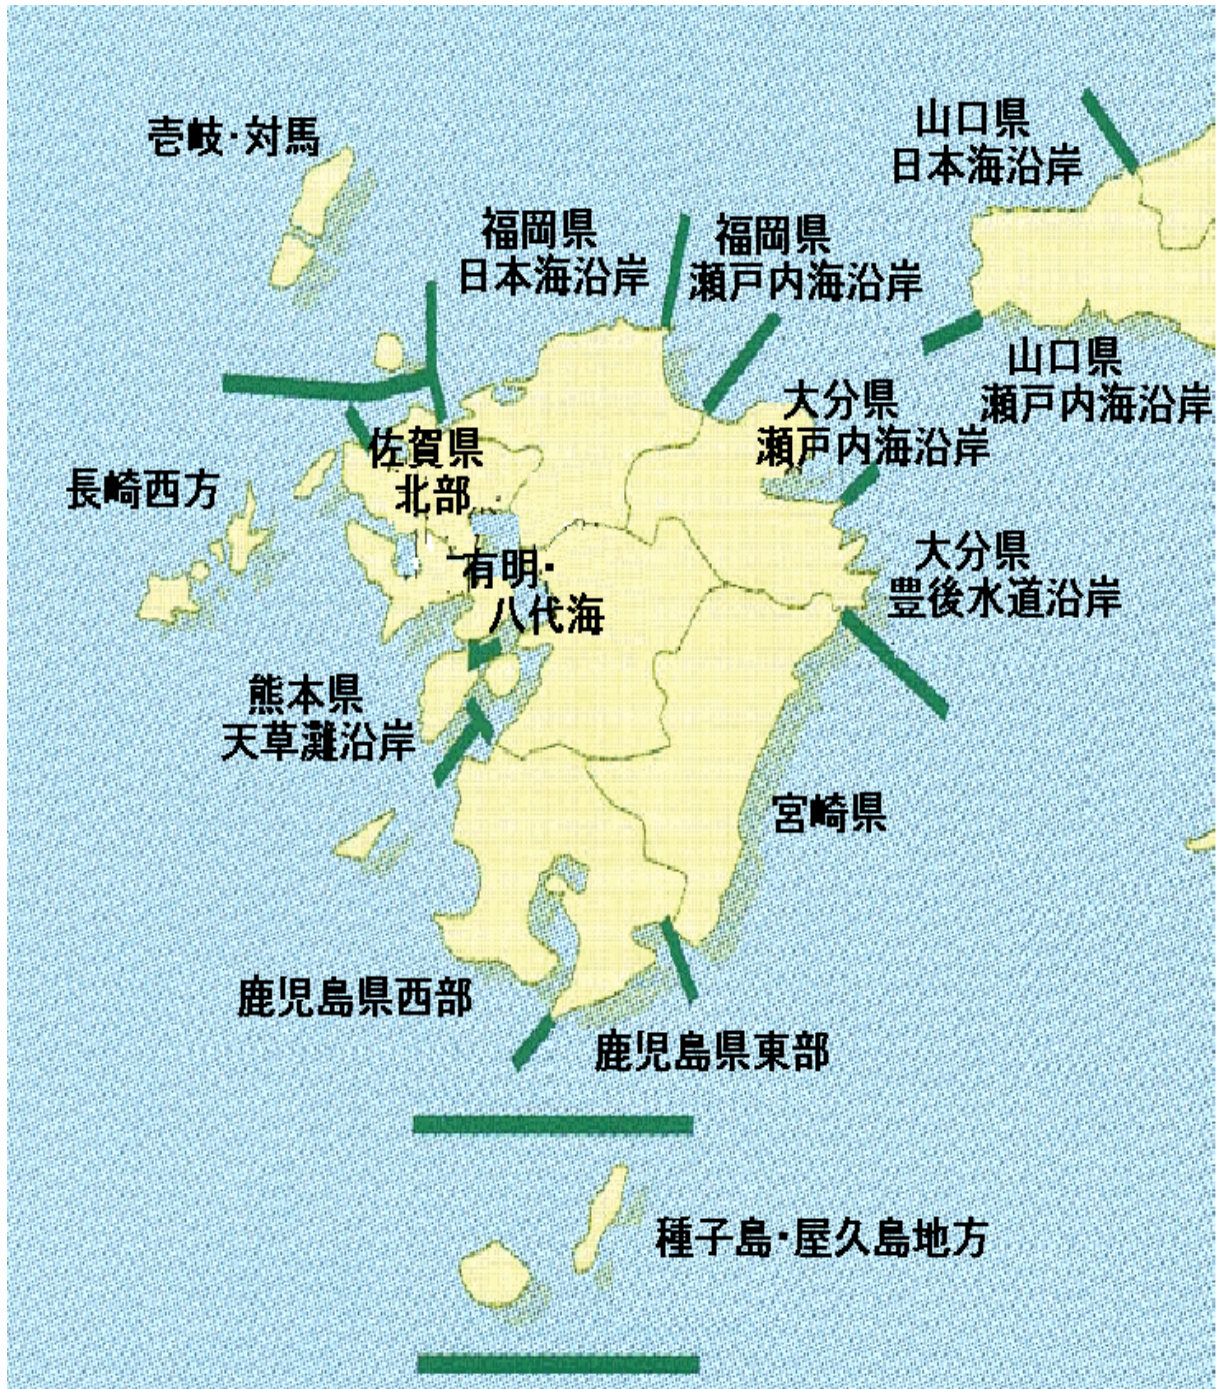 壱岐・対馬
山口県
日本海沿岸
福岡県
日本海沿岸
福岡県
瀬戸内海沿岸
山口県
瀬戸内海沿岸
大分県
瀬戸内海沿岸
佐賀県
北部
長崎西方
有明・
八代海
大分県
豊後水道沿岸
熊本県
天草灘沿岸
宮崎県
鹿児島県西部
鹿児島県東部
種子島・屋久島地方